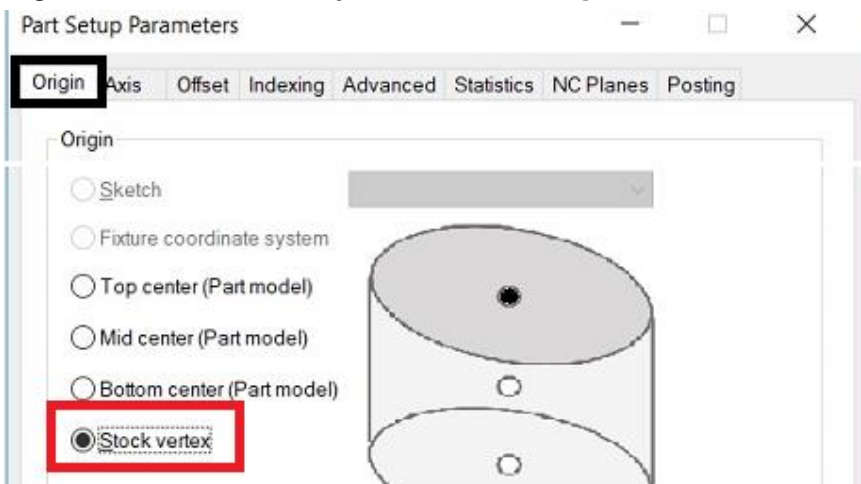 Part Setup Parameters
Origin Axis Offset Indexing Advanced Statistics NC Planes Posting
Origin
Sketch
Fixture coordinate system
Top center (Part model)
Mid center (Part model)
Bottom center (Part model)
Stock vertex